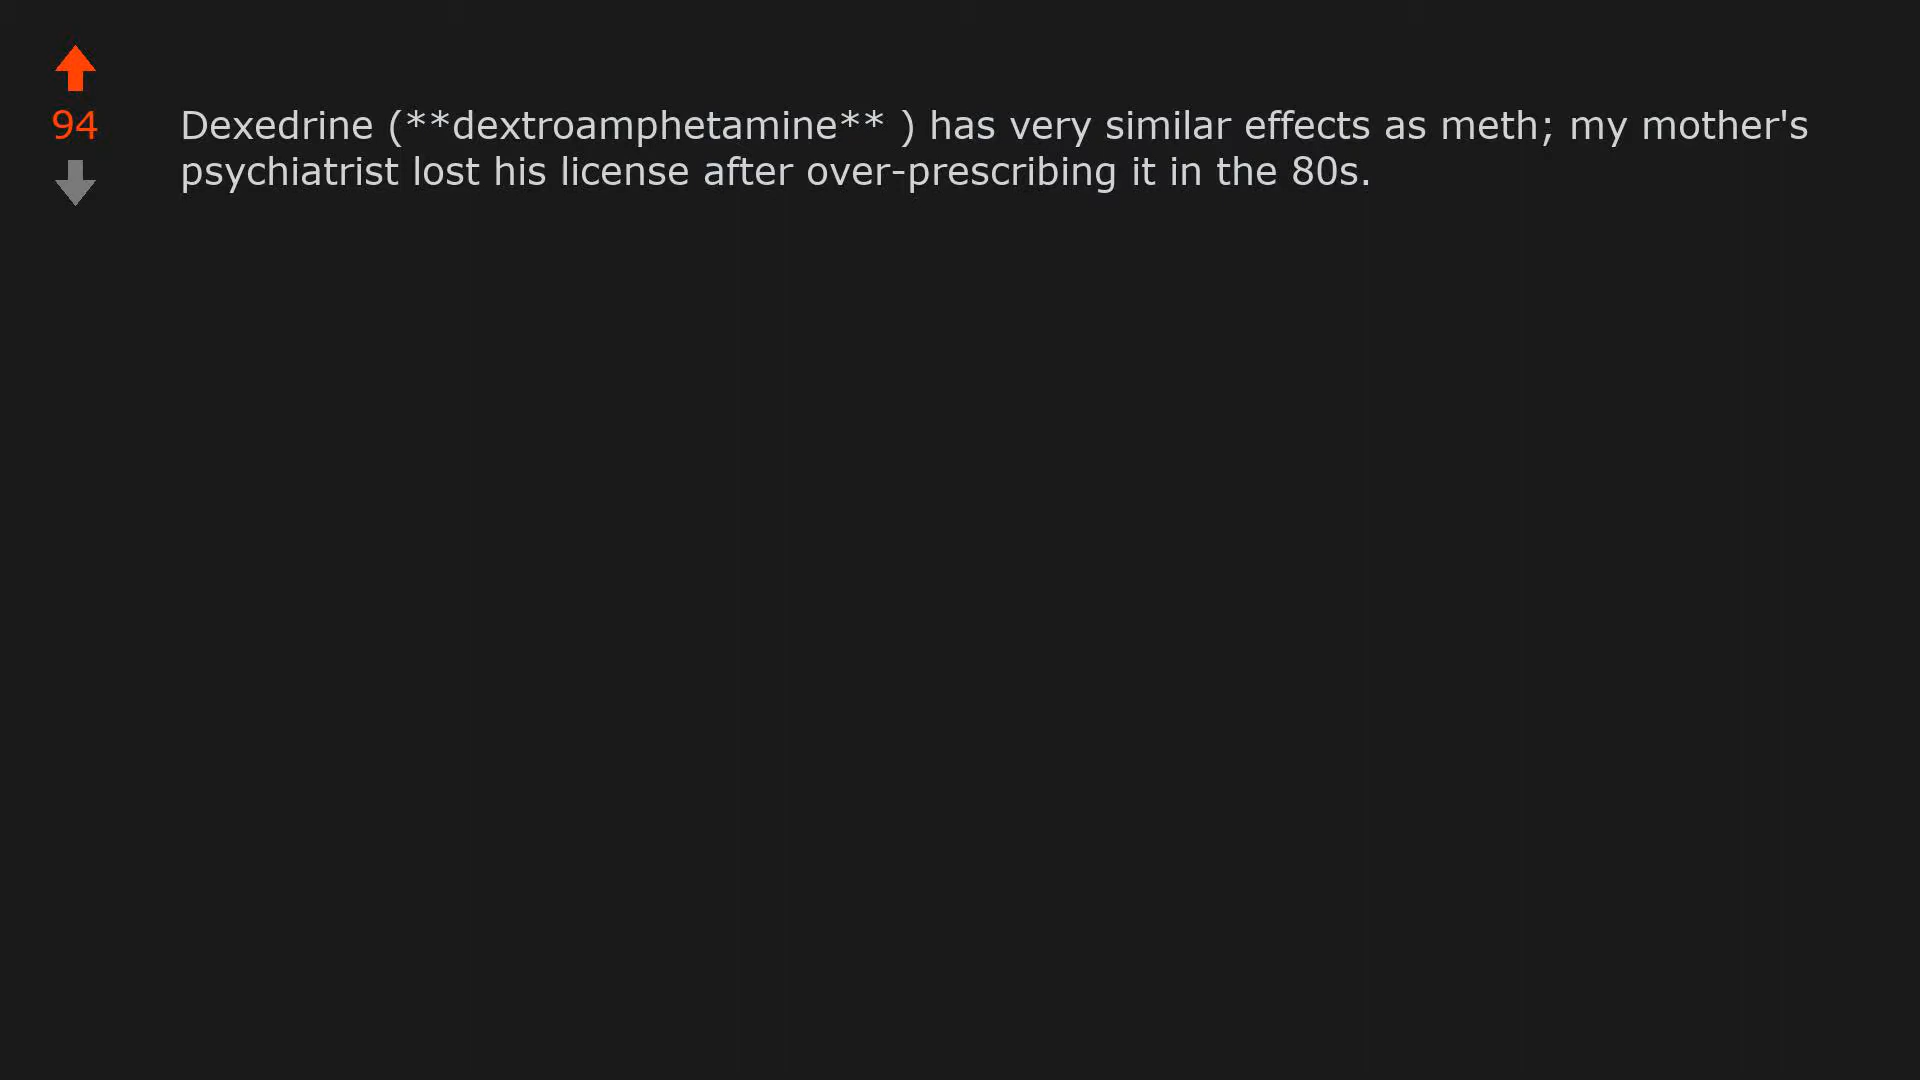 94
Dexedrine (**dextroamphetamine** ) has very similar effects as meth; my mother's
psychiatrist lost his license after over-prescribing it in the 80s.